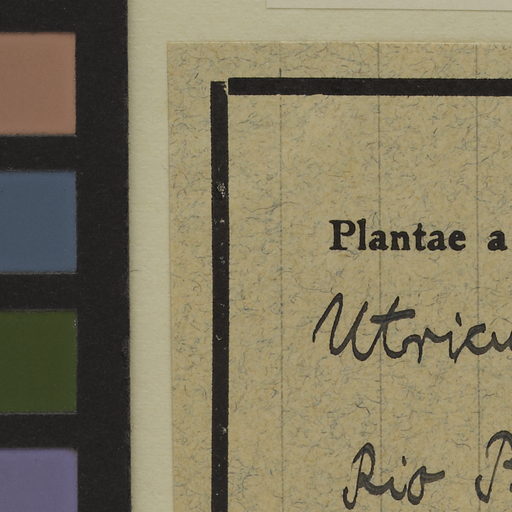 Plantae a
Utricu
Rio B